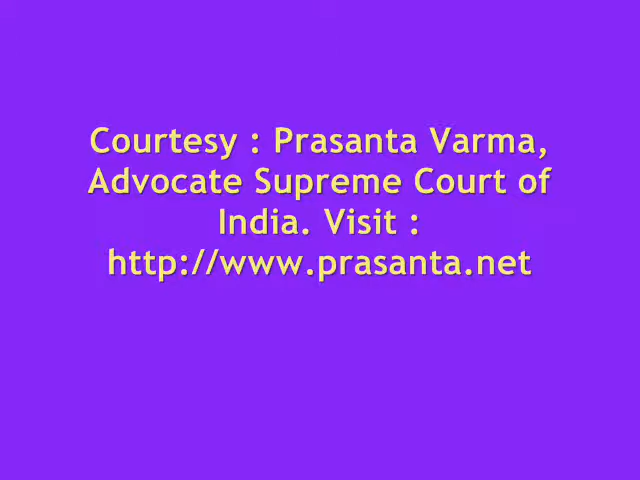 Courtesy : Prasanta Varma,
Advocate Supreme Court of
India. Visit :
http://www.prasanta.net